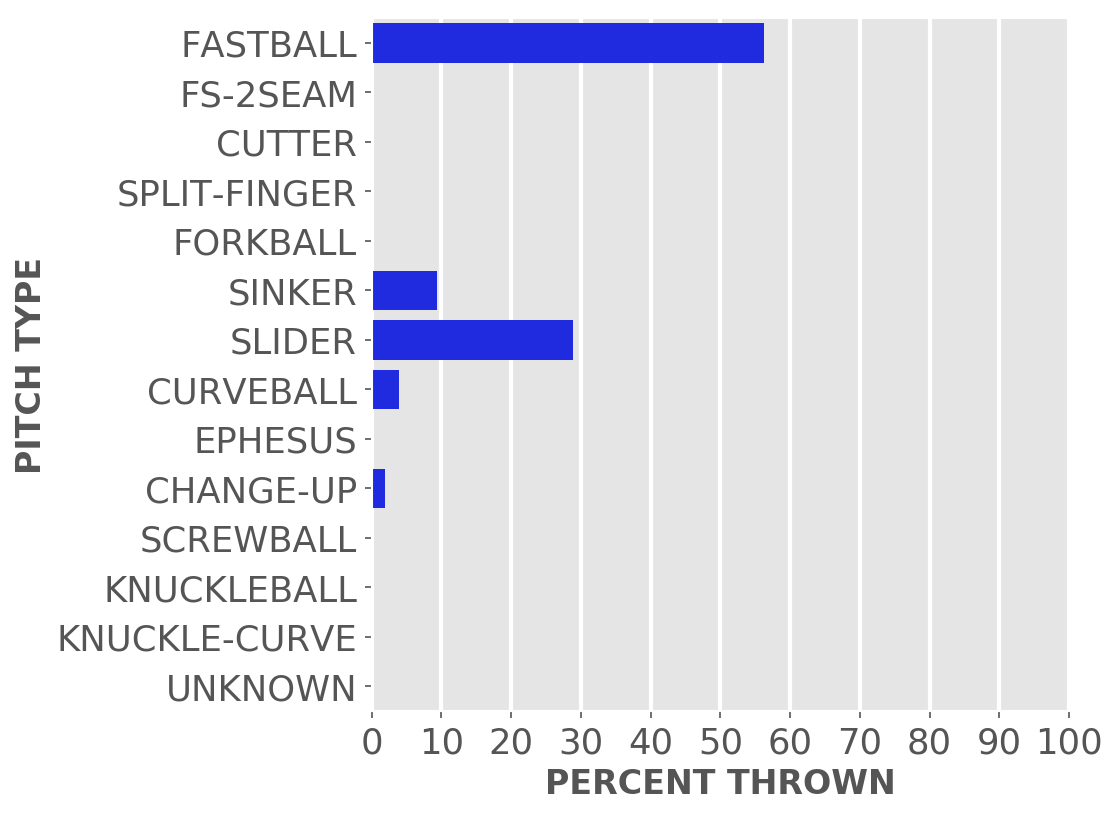 PITCH TYPE
FASTBALL
FS-2SEAM
CUTTER
SPLIT-FINGER
FORKBALL
SINKER
SLIDER
CURVEBALL
EPHESUS
CHANGE-UP
SCREWBALL
KNUCKLEBALL
KNUCKLE-CURVE
UNKNOWN
0 10 20 30 40 50 60 70 80 90 100
PERCENT THROWN